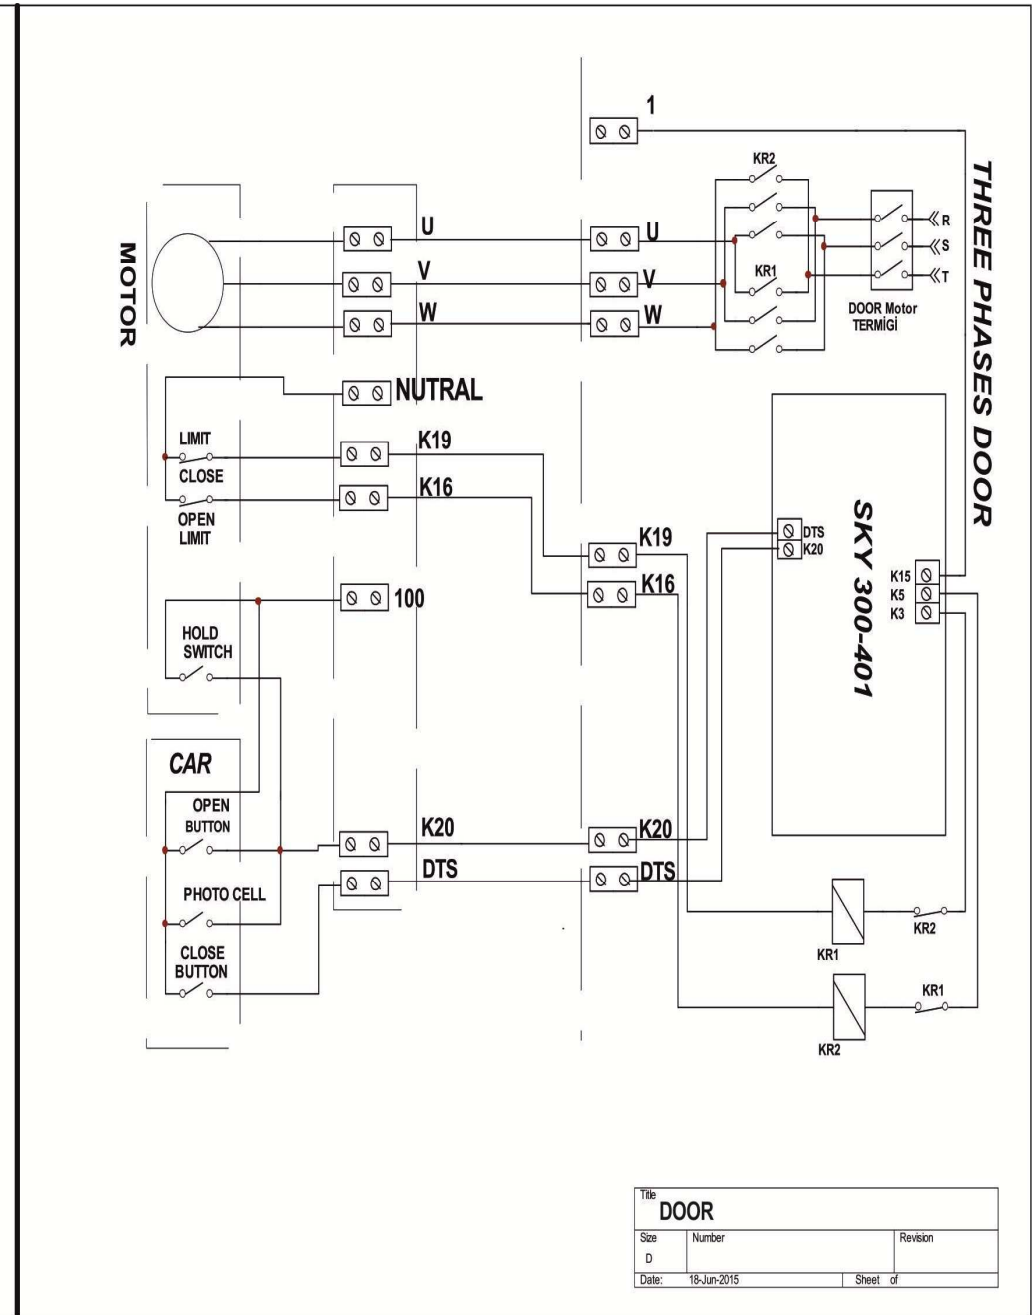 1
KR2
THREE PHASES DOOR
MOTOR
U
U
R
V
V
S
KR1
T
W
W
DOOR Motor
TERMİGİ
NUTRAL
LIMIT
CLOSE
K19
OPEN
LIMIT
K16
SKY 300-401
DTS
K20
K19
K16
K15
K5
K3
100
HOLD
SWITCH
CAR
OPEN
BUTTON
K20
K20
DTS
DTS
PHOTO CELL
CLOSE
BUTTON
KR2
KR1
KR1
KR2
Title
DOOR
Size
Number
Revision
D
Date:
18-Jun-2015
Sheet of